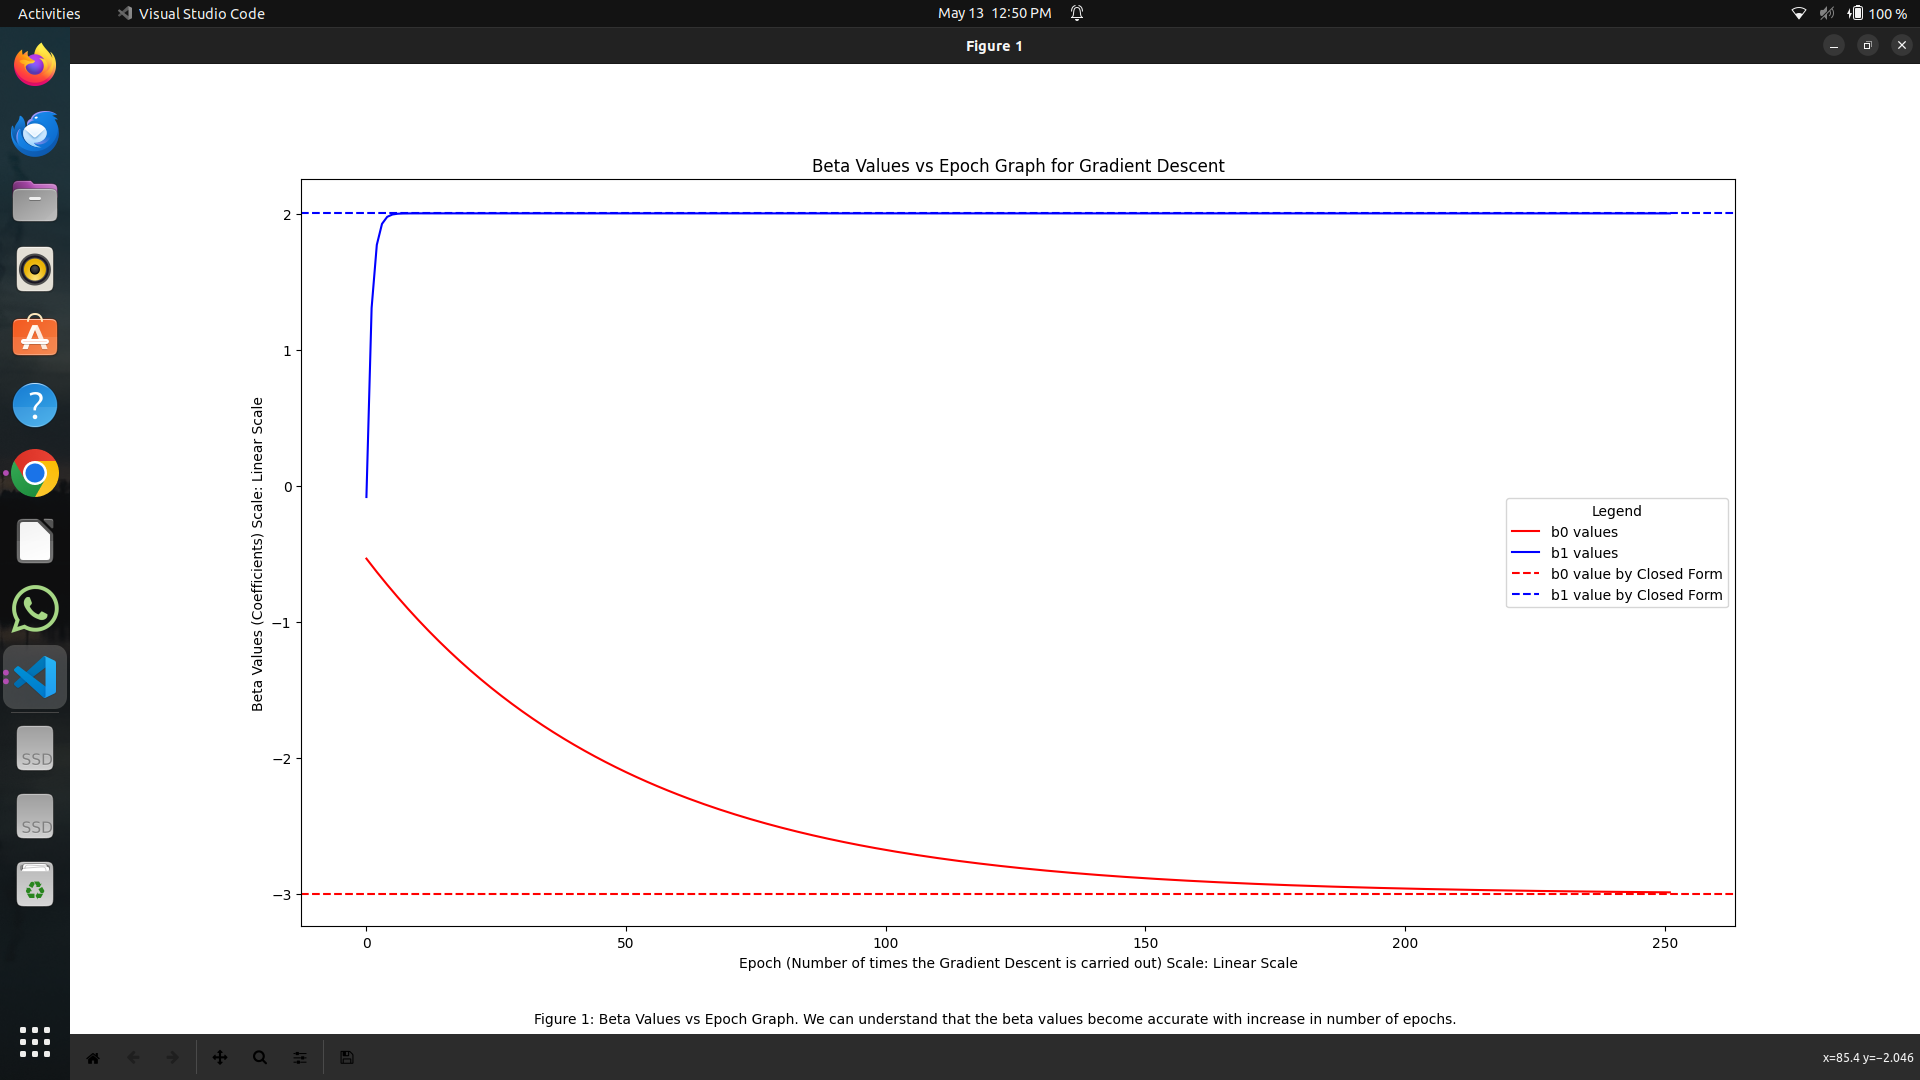 Activities
Visual Studio Code
May 13 12:50 PM
100 %
Figure 1
Beta Values vs Epoch Graph for Gradient Descent
2
1
0
−1
−2
−3
Beta Values (Coefficients) Scale: Linear Scale
Legend
b0 values
b1 values
b0 value by Closed Form
b1 value by Closed Form
0
50
100
150
200
250
Epoch (Number of times the Gradient Descent is carried out) Scale: Linear Scale
Figure 1: Beta Values vs Epoch Graph. We can understand that the beta values become accurate with increase in number of epochs.
SSD
SSD
x=85.4 y=−2.046